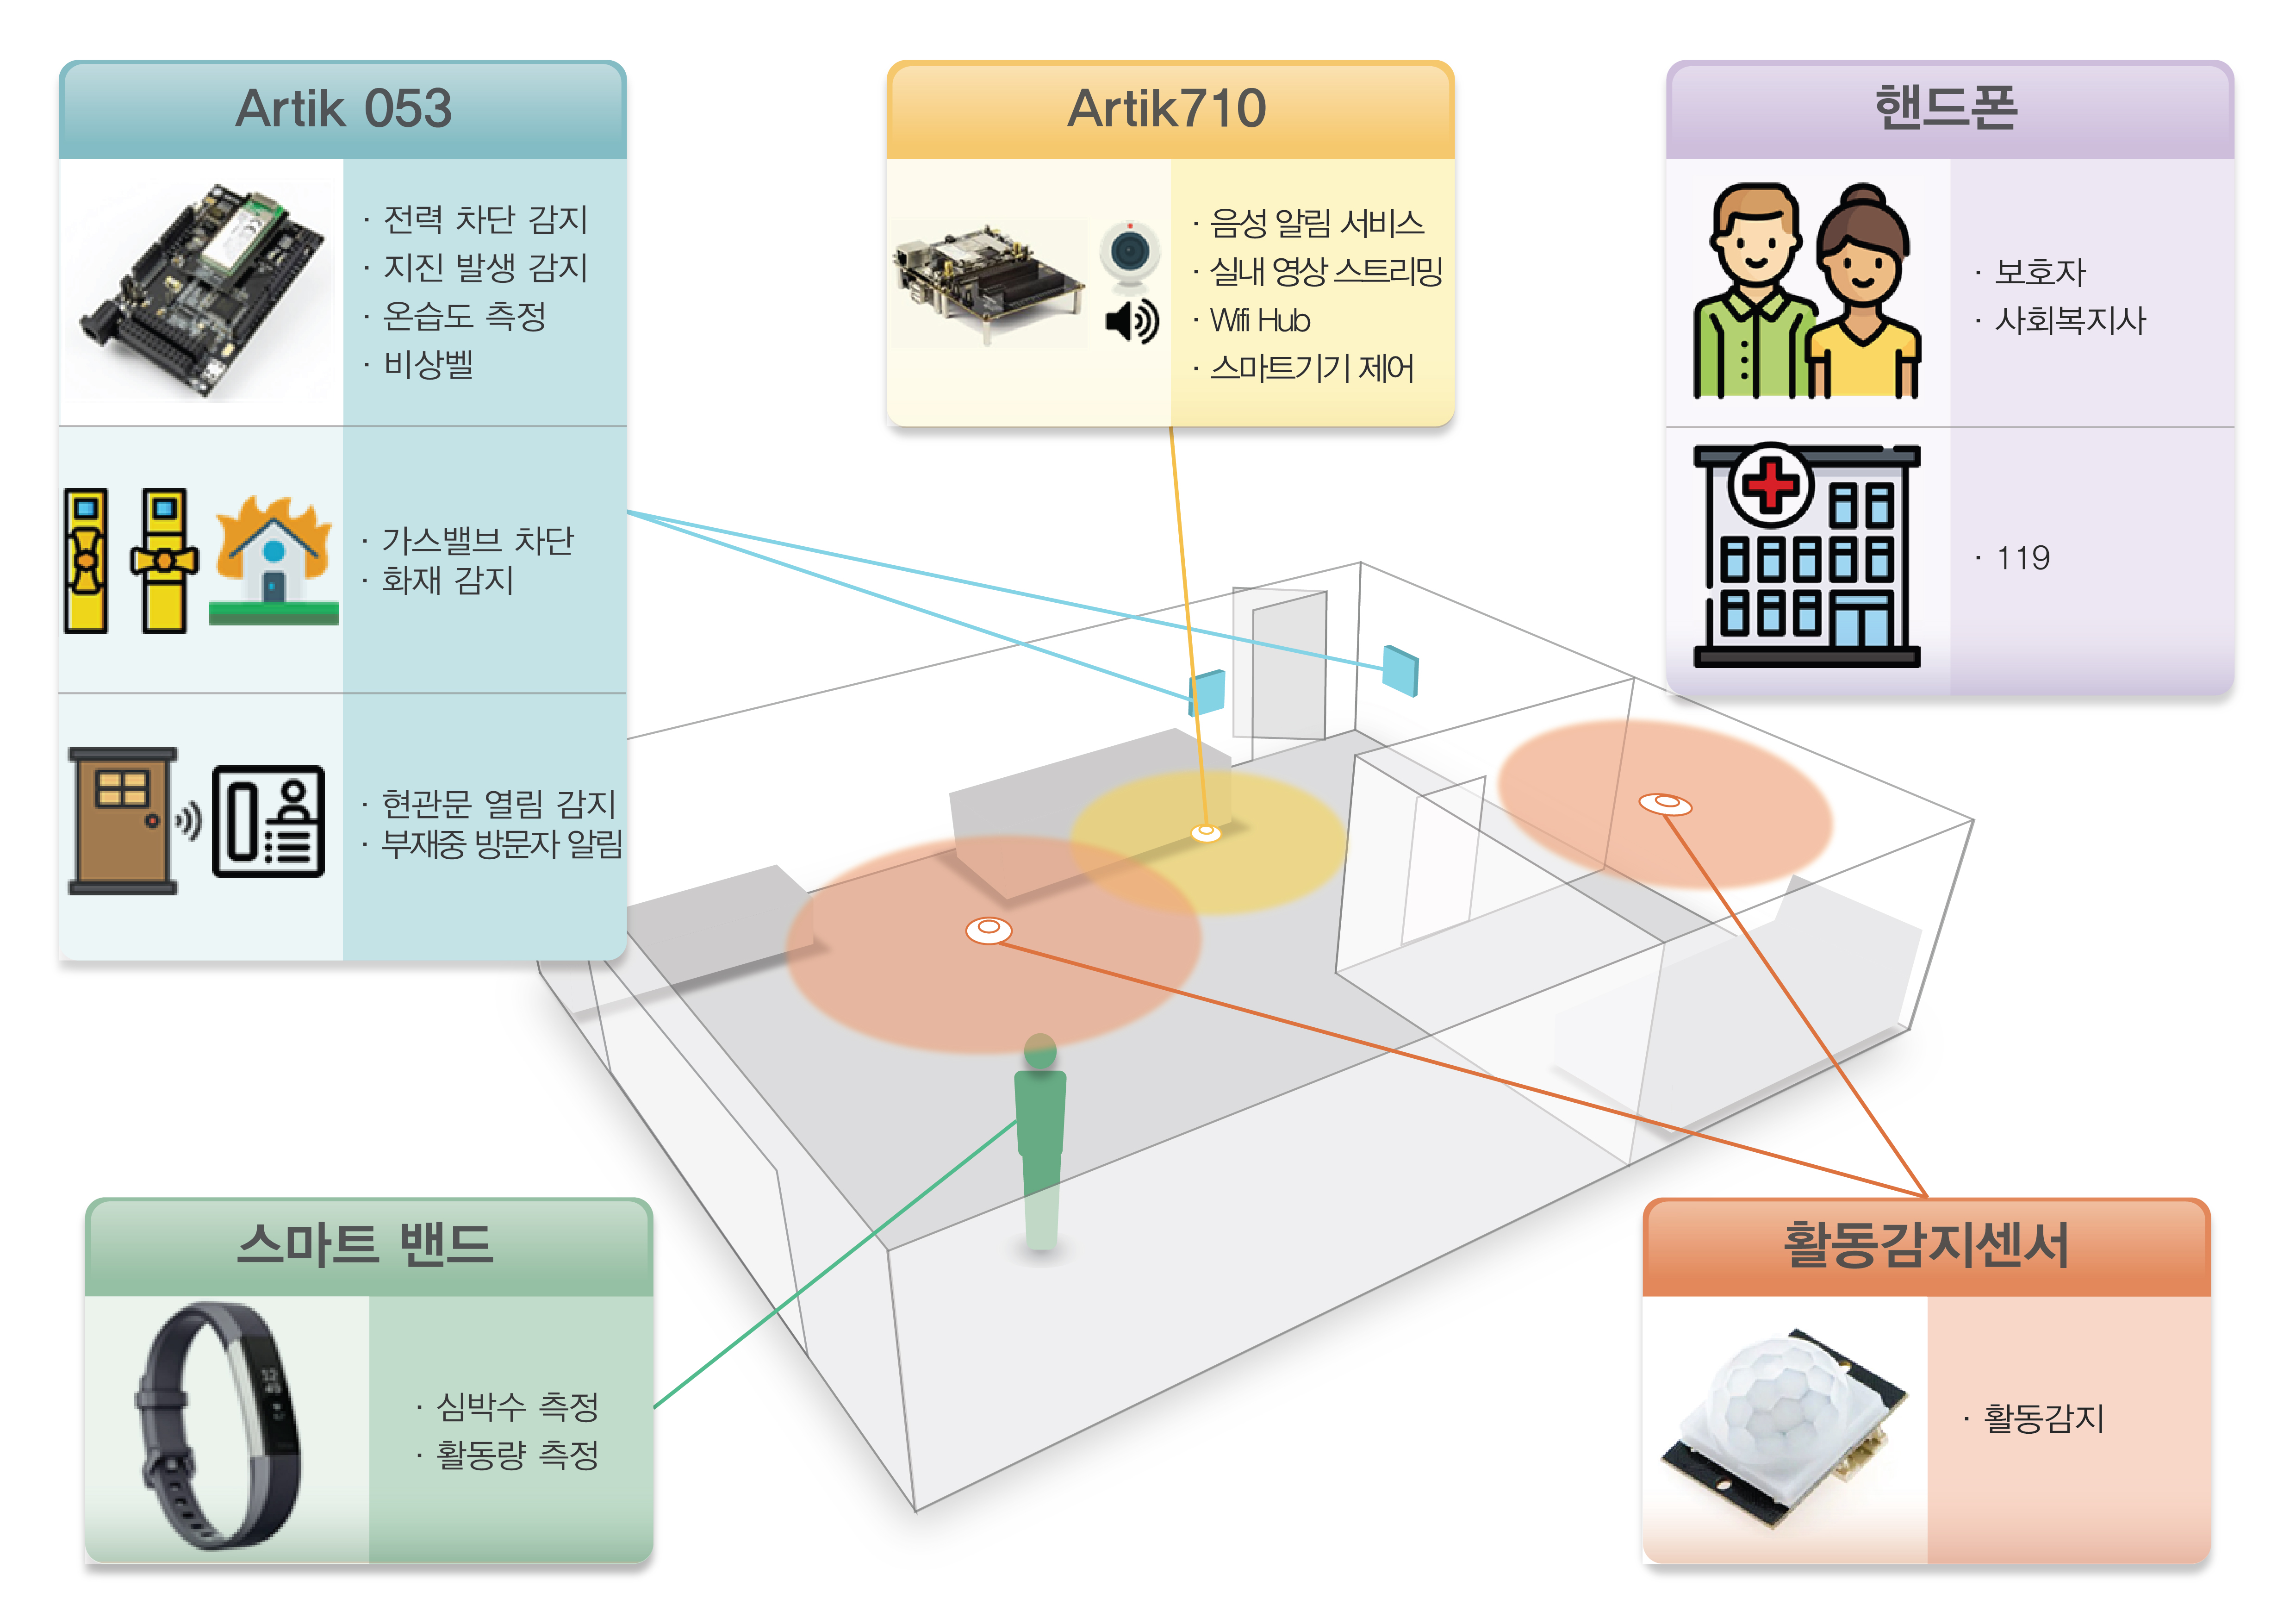 Artik 053
· 전력 차단 감지
· 지진 발생 감지
· 온습도 측정
· 비상벨
· 가스밸브 차단
· 화재 감지
· 현관문 열림 감지
· 부재중 방문자 알림
Artik710
· 음성 알림 서비스
· 실내 영상 스트리밍
· Wifi Hub
· 스마트기기 제어
핸드폰
· 보호자
· 사회복지사
· 119
스마트 밴드
· 심박수 측정
· 활동량 측정
활동감지센서
· 활동감지